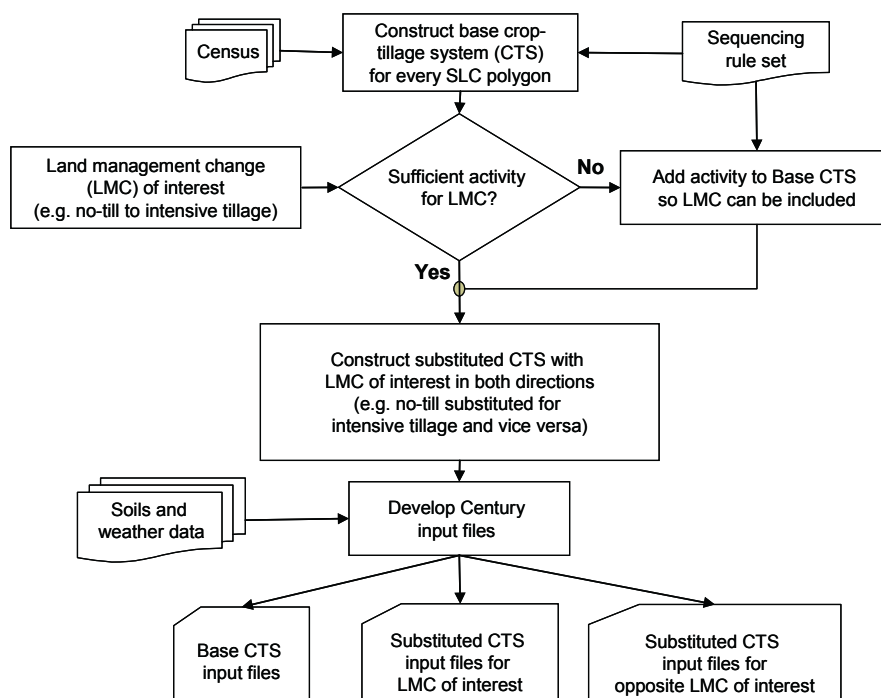 Census
Construct base crop-
tillage system (CTS)
for every SLC polygon
Sequencing
rule set
Land management change
(LMC) of interest
(e.g. no-till to intensive tillage)
Sufficient activity
for LMC?
No
Add activity to Base CTS
so LMC can be included
Yes
Construct substituted CTS with
LMC of interest in both directions
(e.g. no-till substituted for
intensive tillage and vice versa)
Soils and
weather data
Develop Century
input files
Base CTS
input files
Substituted CTS
input files for
LMC of interest
Substituted CTS
input files for
opposite LMC of interest